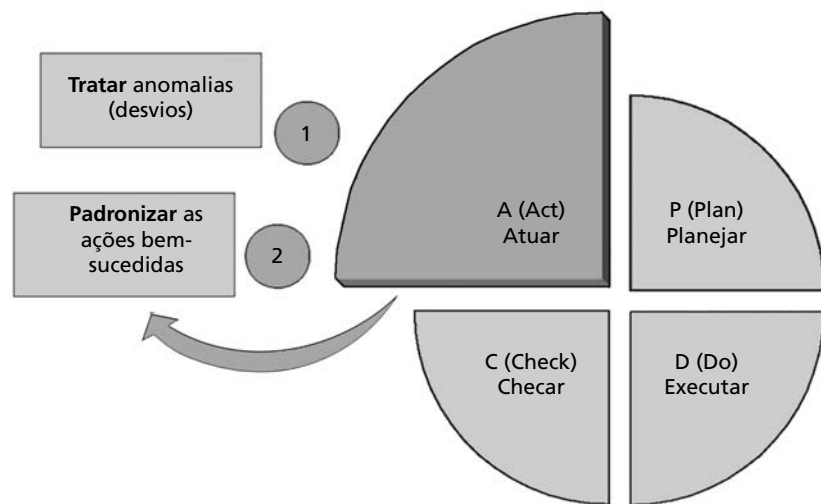 Tratar anomalias
(desvios)
1
Padronizar as
ações bem-
sucedidas
2
A (Act)
Atuar
P (Plan)
Planejar
C (Check)
Checar
D (Do)
Executar